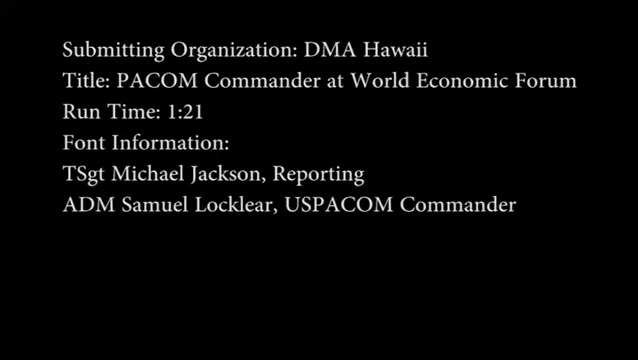 Submitting Organization: DMA Hawaii
Title: PACOM Commander at World Economic Forum
Run Time: 1:21
Font Information:
TSgt Michael Jackson, Reporting
ADM Samuel Locklear, USPACOM Commander